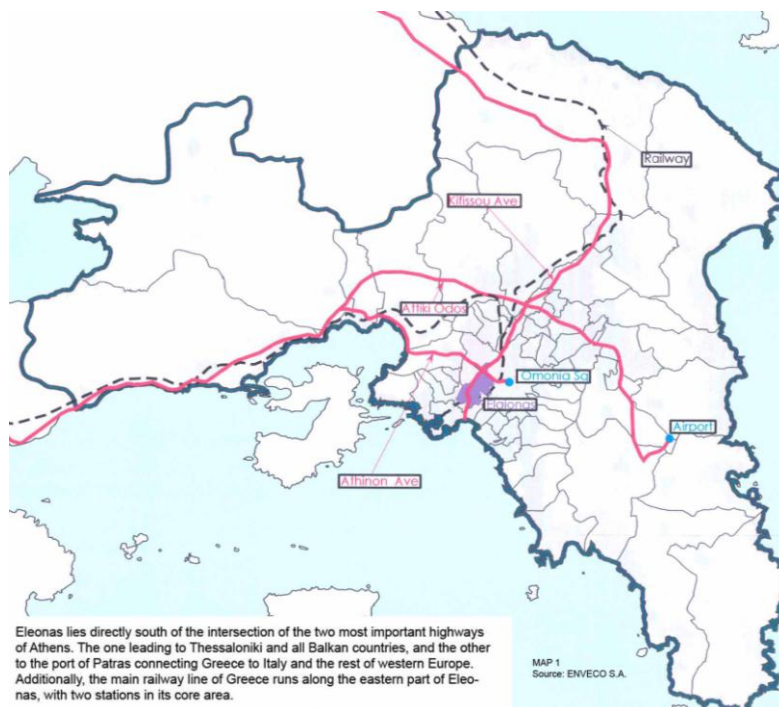 Railway
Kifissou Ave
Attiki Odos
Omonia Sq
Elaionas
Airport
Athinon Ave
Eleonas lies directly south of the intersection of the two most important highways
of Athens. The one leading to Thessaloniki and all Balkan countries, and the other
to the port of Patras connecting Greece to Italy and the rest of western Europe.
Additionally, the main railway line of Greece runs along the eastern part of Eleo-
nas, with two stations in its core area.
MAP 1
Source: ENVECO S.A.